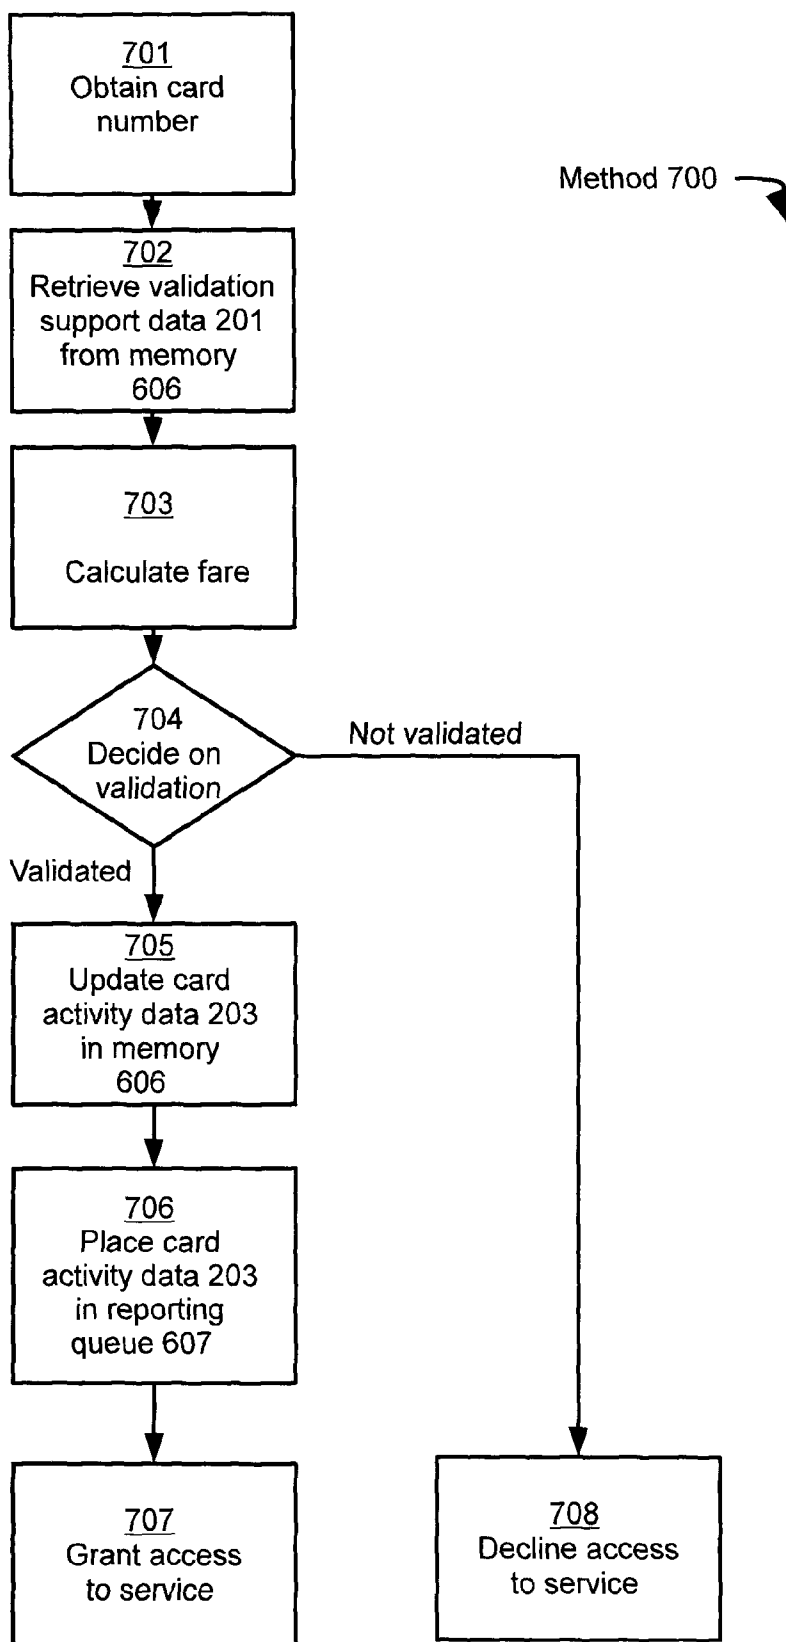 701
Obtain card
number
Method 700
702
Retrieve validation
support data 201
from memory
606
703
Calculate fare
704
Decide on
validation
Not validated
Validated
705
Update card
activity data 203
in memory
606
706
Place card
activity data 203
in reporting
queue 607
707
Grant access
to service
708
Decline access
to service